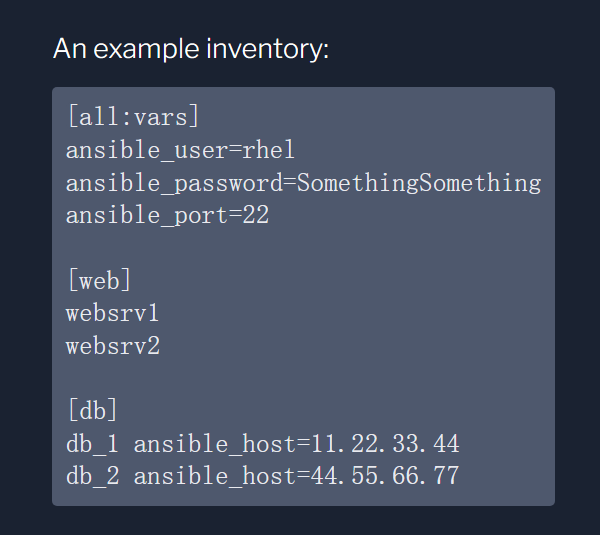 An example inventory:
[all:vars]
ansible_user=rhel
ansible_password=SomethingSomething
ansible_port=22
[web]
websrv1
websrv2
[db]
db_1 ansible_host=11.22.33.44
db_2 ansible_host=44.55.66.77